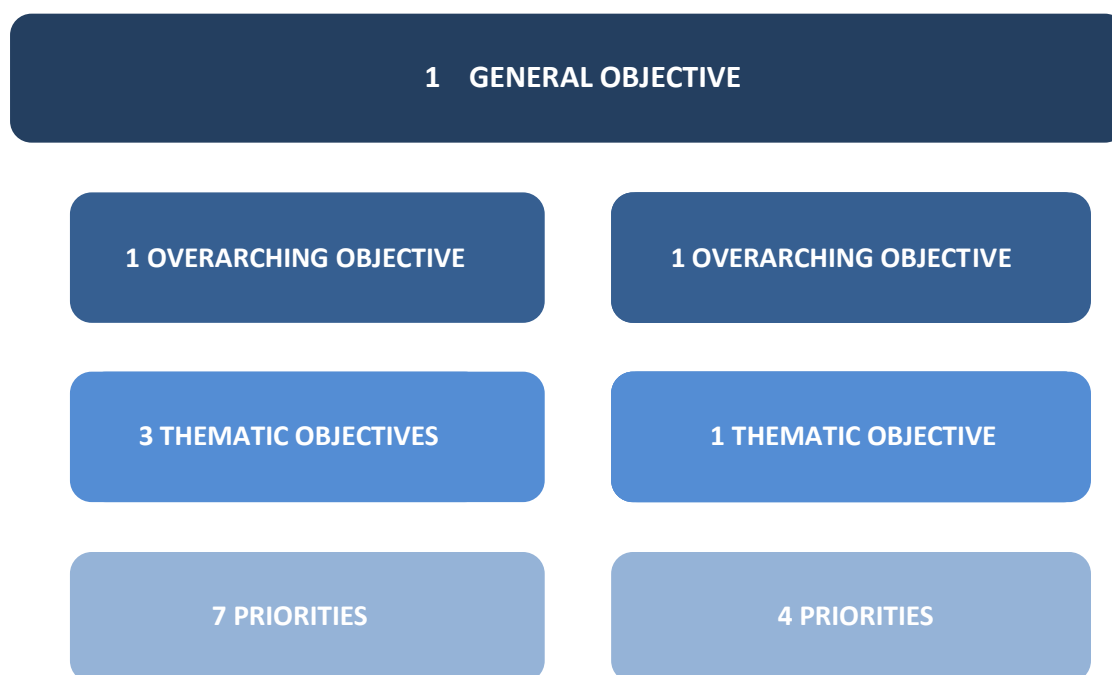 1 GENERAL OBJECTIVE
1 OVERARCHING OBJECTIVE
1 OVERARCHING OBJECTIVE
3 THEMATIC OBJECTIVES
1 THEMATIC OBJECTIVE
7 PRIORITIES
4 PRIORITIES